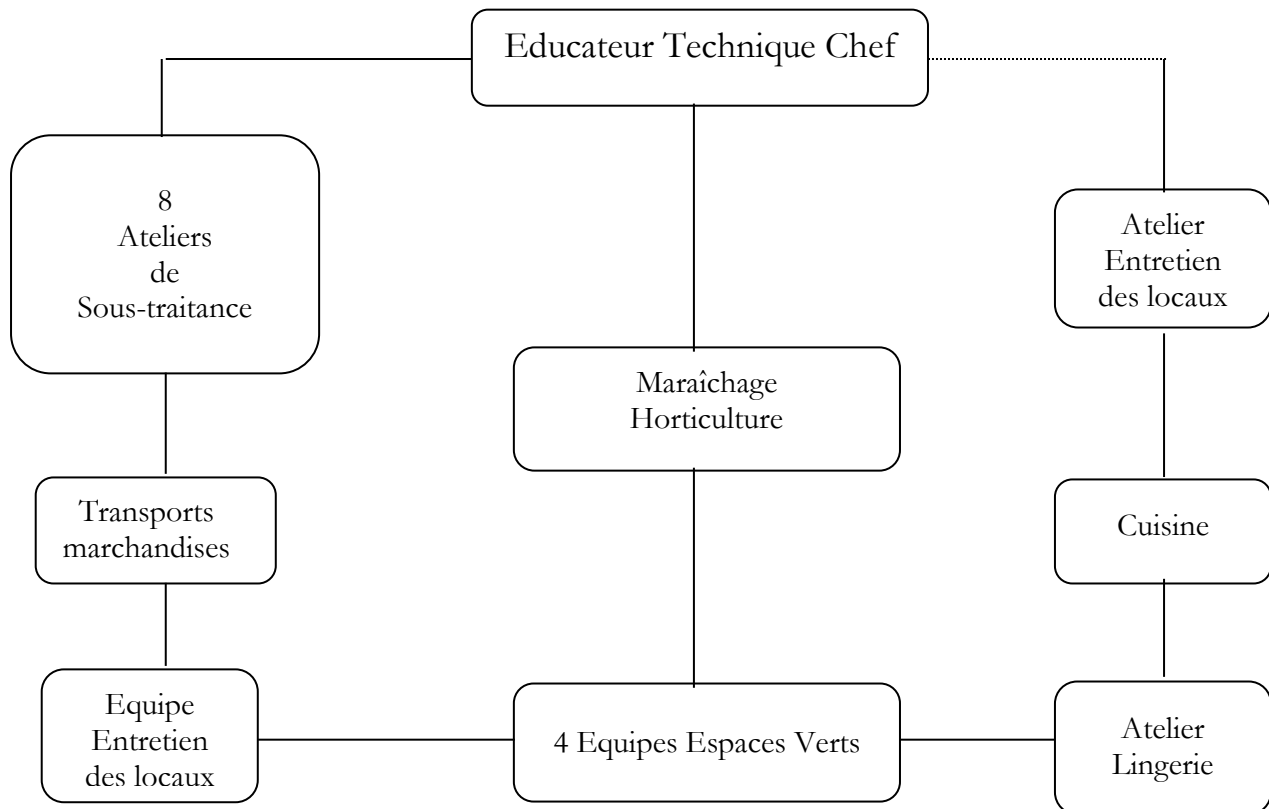 Educateur Technique Chef
8
Ateliers
de
Sous-traitance
Atelier
Entretien
des locaux
Maraîchage
Horticulture
Transports
marchandises
Cuisine
Equipe
Entretien
des locaux
4 Equipes Espaces Verts
Atelier
Lingerie